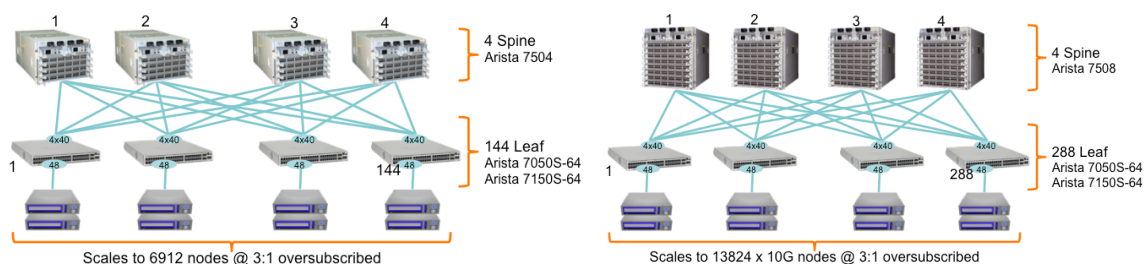 1 2 3 4
4 Spine
Arista 7504
4x40 4x40 4x40 4x40
144 Leaf
Arista 7050S-64
Arista 7150S-64
1 48 48 48 144 48
Scales to 6912 nodes @ 3:1 oversubscribed
1 2 3 4
4 Spine
Arista 7508
4x40 4x40 4x40 4x40
288 Leaf
Arista 7050S-64
Arista 7150S-64
1 48 48 48 288 48
Scales to 13824 x 10G nodes @ 3:1 oversubscribed